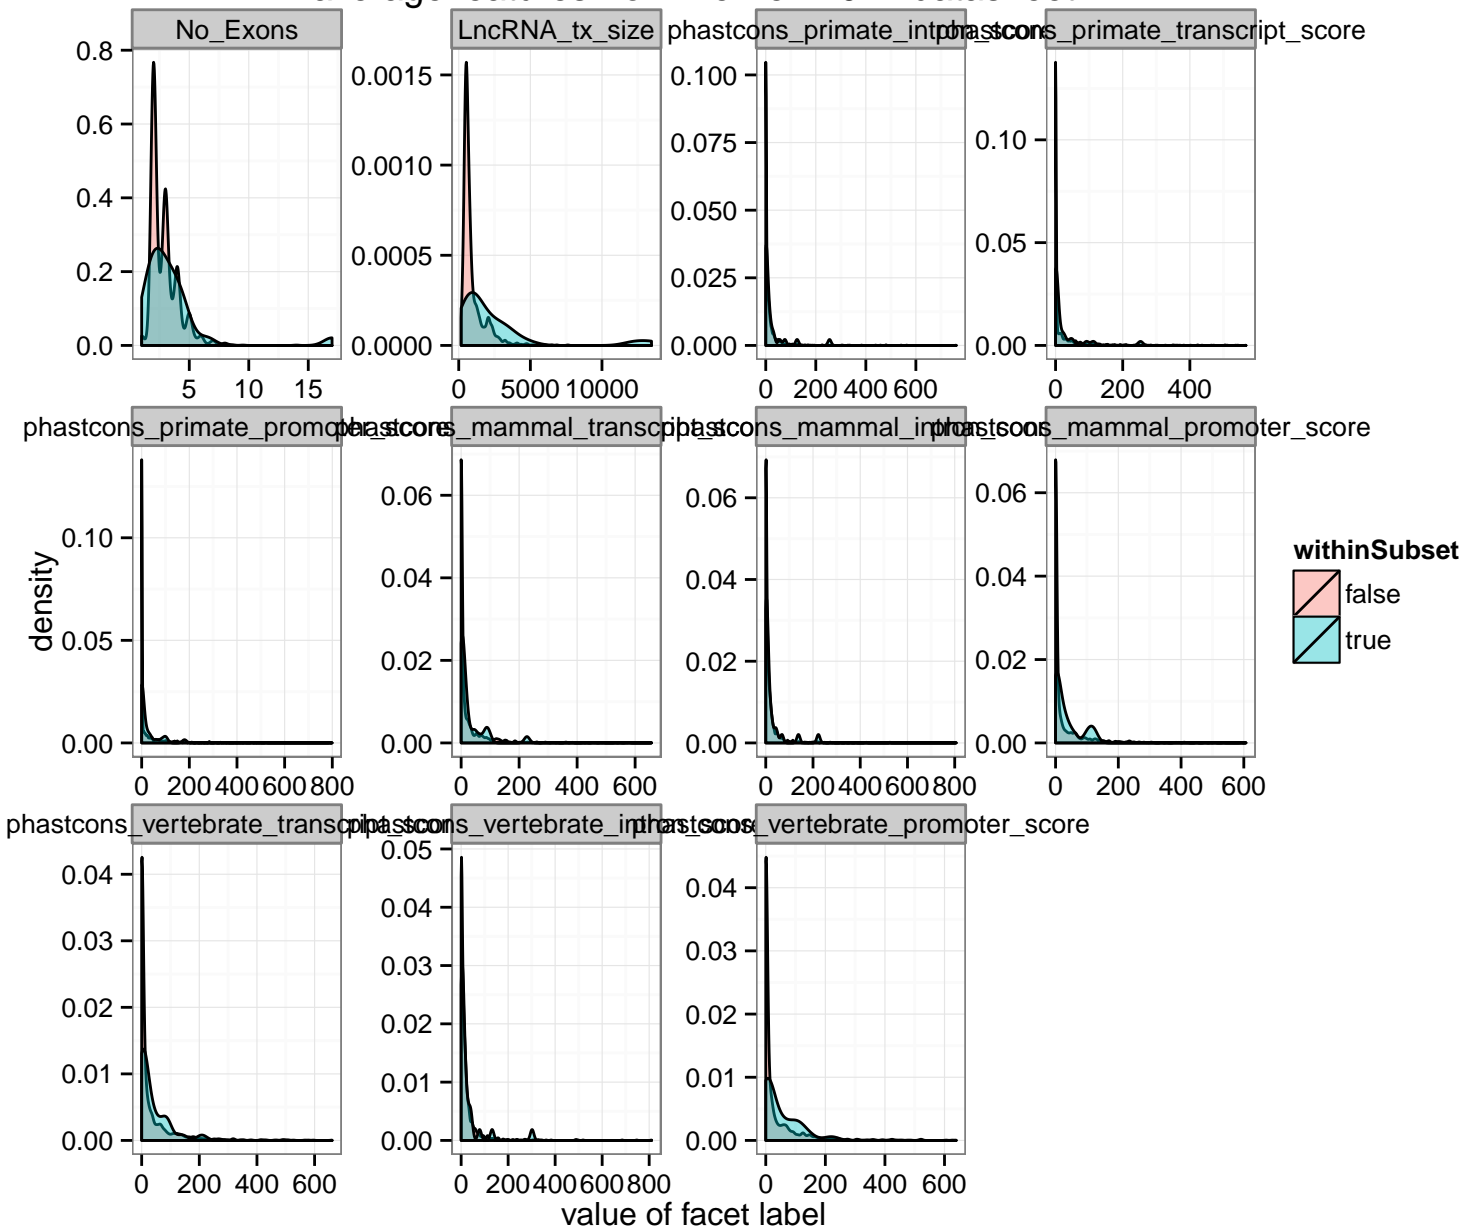 No_Exons
LncRNA_tx_size
phastcons_primate_intron_score
phastcons_primate_transcript_score
0.8
0.6
0.4
0.2
0.0
5 10 15
0.0015
0.0010
0.0005
0.0000
0 5000 10000
0.100
0.075
0.050
0.025
0.000
0 200 400 600
0.10
0.05
0.00
0 200 400
phastcons_primate_promoter_score
phastcons_mammal_transcript_score
phastcons_mammal_intron_score
phastcons_mammal_promoter_score
0.10
0.05
0.00
0 200 400 600 800
0.06
0.04
0.02
0.00
0 200 400 600
0.06
0.04
0.02
0.00
0 200 400 600 800
0.06
0.04
0.02
0.00
0 200 400 600
phastcons_vertebrate_transcript_score
phastcons_vertebrate_intron_score
phastcons_vertebrate_promoter_score
0.04
0.03
0.02
0.01
0.00
0 200 400 600
0.05
0.04
0.03
0.02
0.01
0.00
0 200 400 600 800
0.04
0.03
0.02
0.01
0.00
0 200 400 600
density
value of facet label
withinSubset
false
true